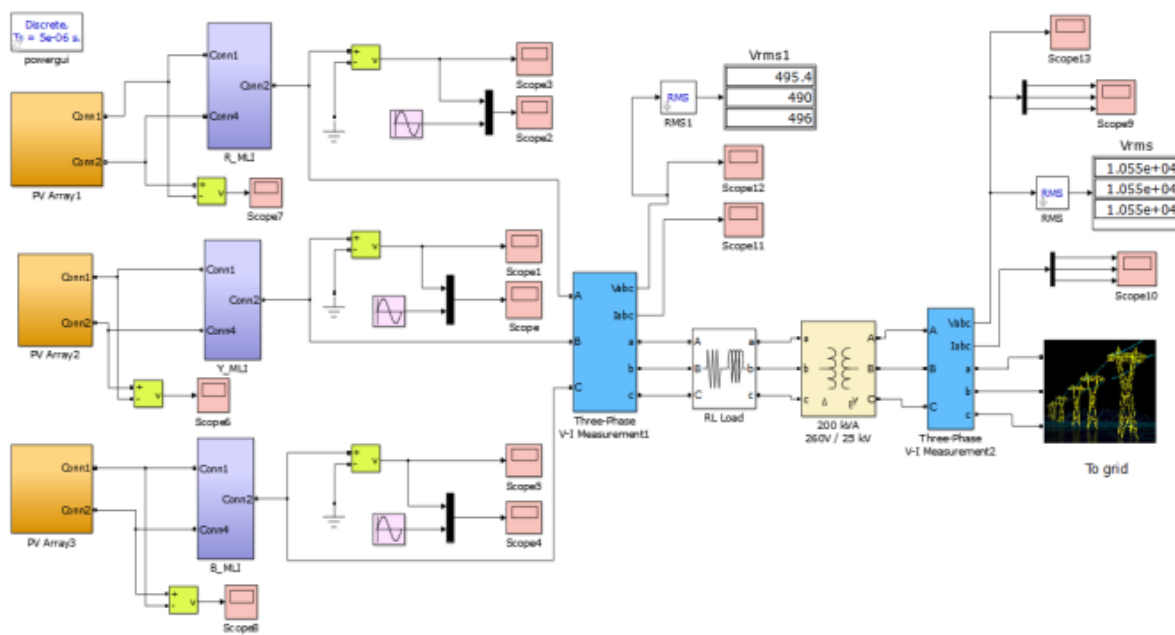 Discrete,
Ts = 5e-06 s.
powergui
Conn1
Conn2
PV Array1
Conn1
Conn4
Conn2
R_MLI
+
-
v
Scope7
+
-
v
Scope3
Scope2
RMS
RMS1
Vrms1
495.4
490
496
Scope12
Scope11
Scope13
Scope9
RMS
RMS
Vrms
1.055e+04
1.055e+04
1.055e+04
Scope10
Conn1
Conn2
PV Array2
Conn1
Conn4
Conn2
Y_MLI
+
-
v
Scope6
+
-
v
Scope1
Scope
A
B
C
Vabc
Iabc
a
b
c
Three-Phase
V-I Measurement1
A
B
C
a
b
c
RL Load
a
b
c
A
B
C
Δ
200 kVA
260V / 25 kV
A
B
C
Vabc
Iabc
a
b
c
Three-Phase
V-I Measurement2
To grid
Conn1
Conn2
PV Array3
Conn1
Conn4
Conn2
B_MLI
+
-
v
Scope8
+
-
v
Scope5
Scope4